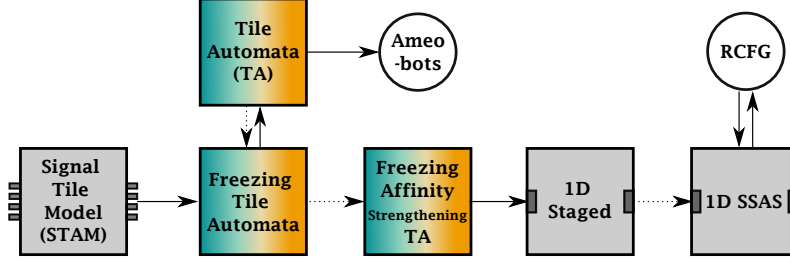 Tile
Automata
(TA)
Ameo
-bots
RCFG
Signal
Tile
Model
(STAM)
Freezing
Tile
Automata
Freezing
Affinity
Strengthening
TA
1D
Staged
1D SSAS